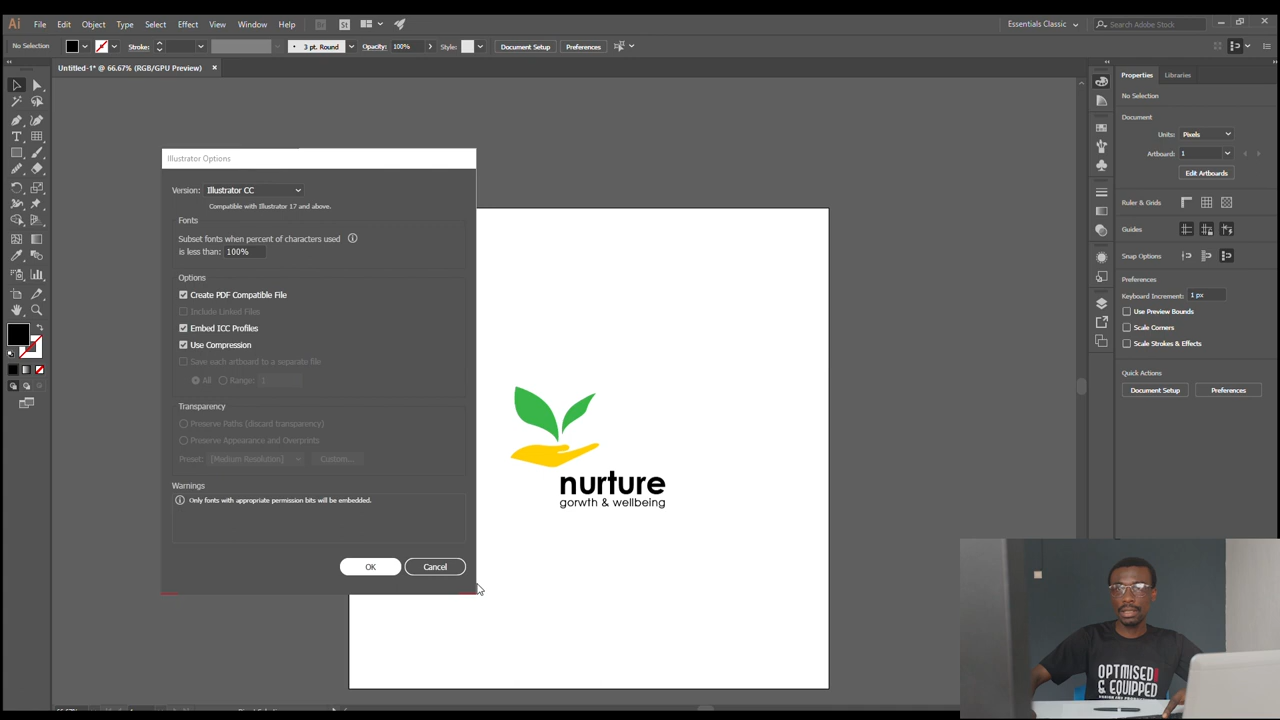 Ai File Edit Object Type Select Effect View Window Help Br St Essentials Classic Search Adobe Stock
No Selection Stroke: 3 pt. Round Opacity: 100% Style: Document Setup Preferences
Untitled-1* @ 66.67% (RGB/GPU Preview)
Properties Libraries
No Selection
Document
Units: Pixels
Artboard: 1
Edit Artboards
Ruler & Grids
Guides
Snap Options
Preferences
Keyboard Increment: 1 px
Use Preview Bounds
Scale Corners
Scale Strokes & Effects
Quick Actions
Document Setup Preferences
Illustrator Options
Version: Illustrator CC
Compatible with Illustrator 17 and above.
Fonts
Subset fonts when percent of characters used
is less than: 100%
Options
Create PDF Compatible File
Include Linked Files
Embed ICC Profiles
Use Compression
Save each artboard to a separate file
All Range: 1
Transparency
Preserve Paths (discard transparency)
Preserve Appearance and Overprints
Preset: [Medium Resolution] Custom...
Warnings
Only fonts with appropriate permission bits will be embedded.
OK Cancel
nurture
gorwth & wellbeing
OPTIMISED
& EQUIPPED